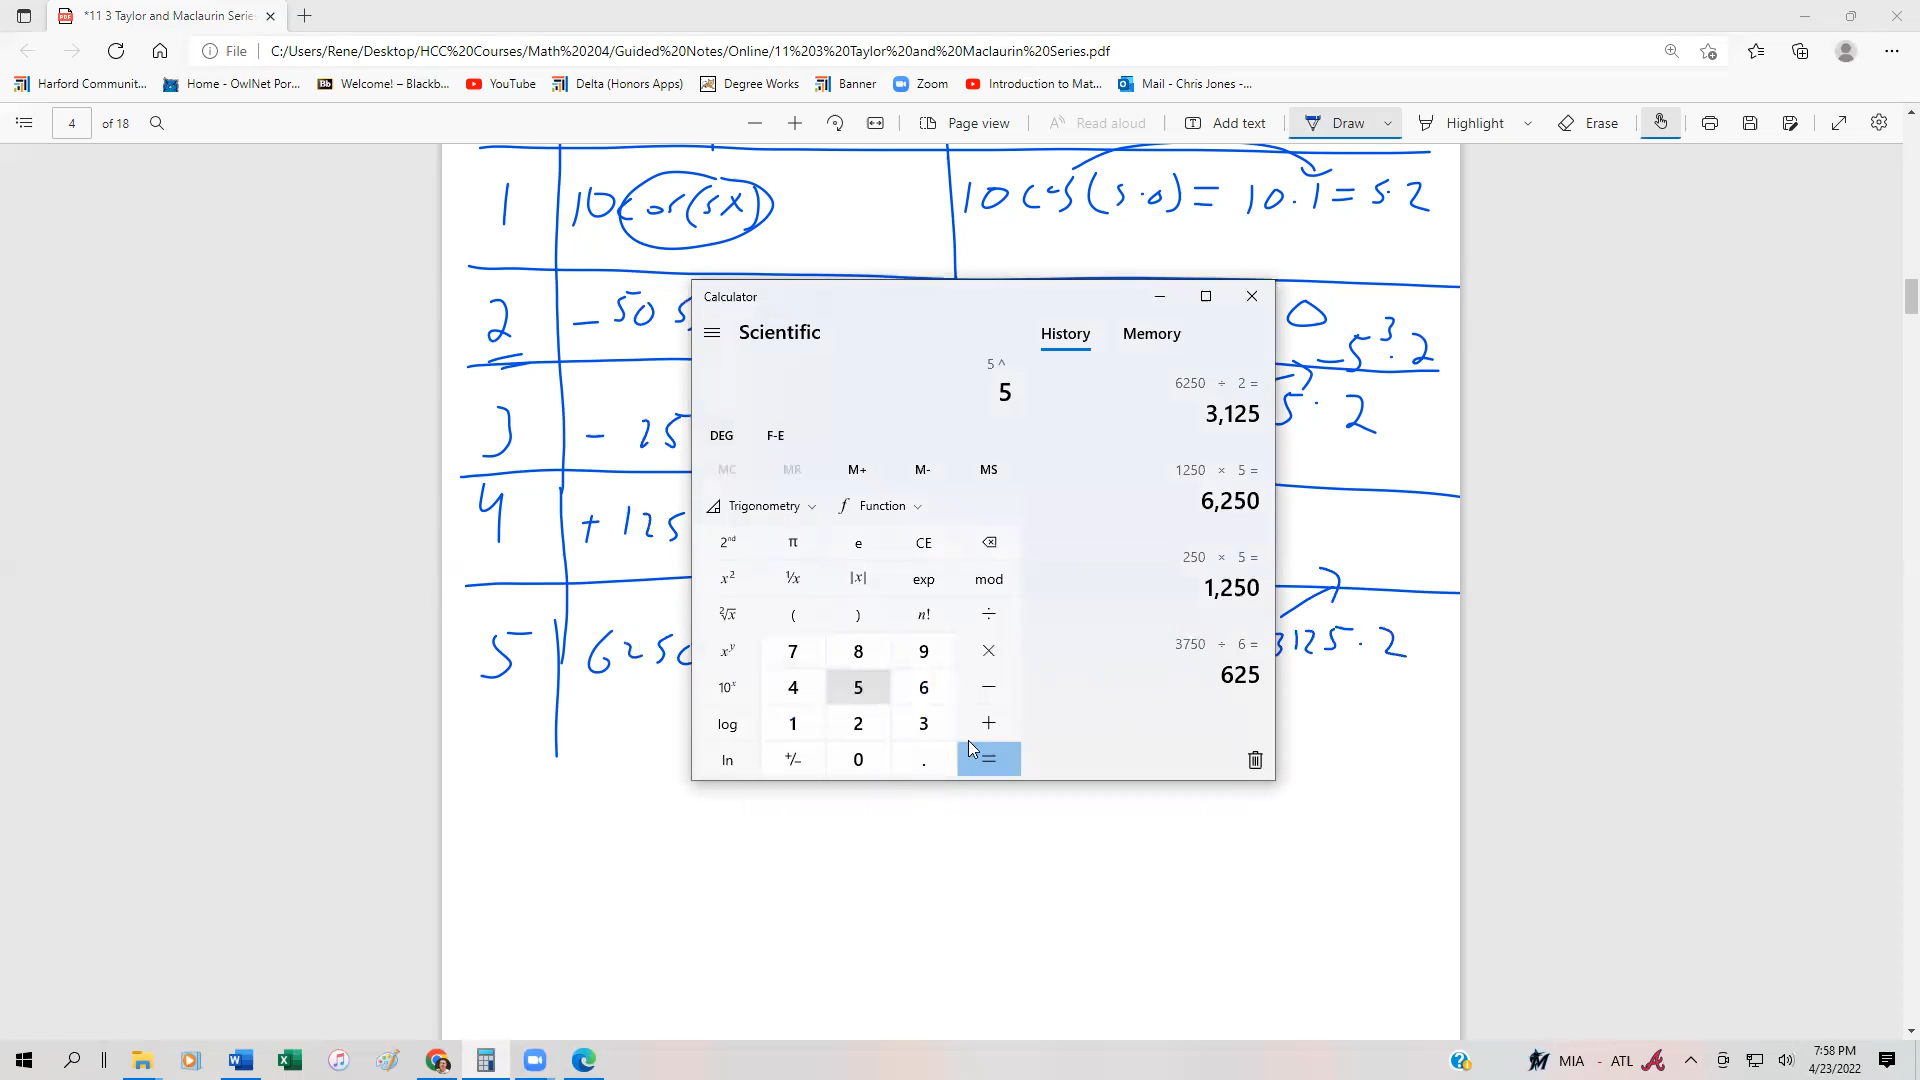 *11 3 Taylor and Maclaurin Serie
File C:/Users/Rene/Desktop/HCC%20Courses/Math%20204/Guided%20Notes/Online/11%203%20Taylor%20and%20Maclaurin%20Series.pdf
Harford Communit... Home - OwlNet Por... Welcome! – Blackb... YouTube Delta (Honors Apps) Degree Works Banner Zoom Introduction to Mat... Mail - Chris Jones -...
4 of 18 Page view Read aloud Add text Draw Highlight Erase
1 10cos(5x) 10cos(5·0) = 10·1 = 5·2
2 -50 s 0
-5³·2
3 -25 5·2
4 +125
5 625 3125·2
Calculator
Scientific
History Memory
5 ^
5
6250 ÷ 2 =
3,125
1250 × 5 =
6,250
250 × 5 =
1,250
3750 ÷ 6 =
625
DEG F-E
MC MR M+ M- MS
Trigonometry f Function
2nd π e CE
x² ¹/x |x| exp mod
²√x ( ) n! ÷
xʸ 7 8 9 ×
10ˣ 4 5 6 −
log 1 2 3 +
ln +/− 0 . =
MIA - ATL
7:58 PM
4/23/2022